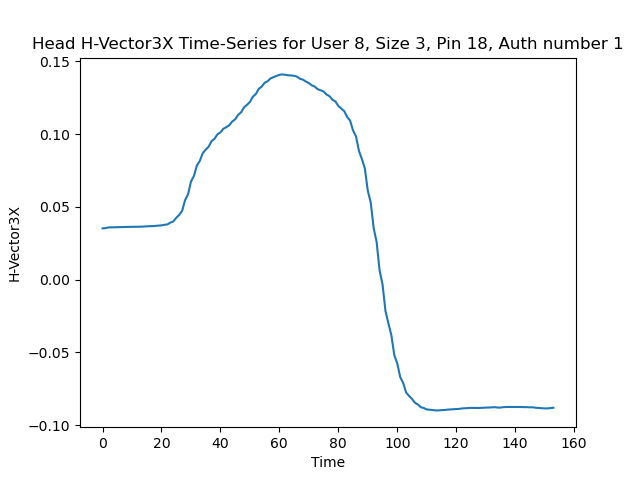 Head H-Vector3X Time-Series for User 8, Size 3, Pin 18, Auth number 1
0.15
0.10
0.05
0.00
−0.05
−0.10
H-Vector3X
0 20 40 60 80 100 120 140 160
Time